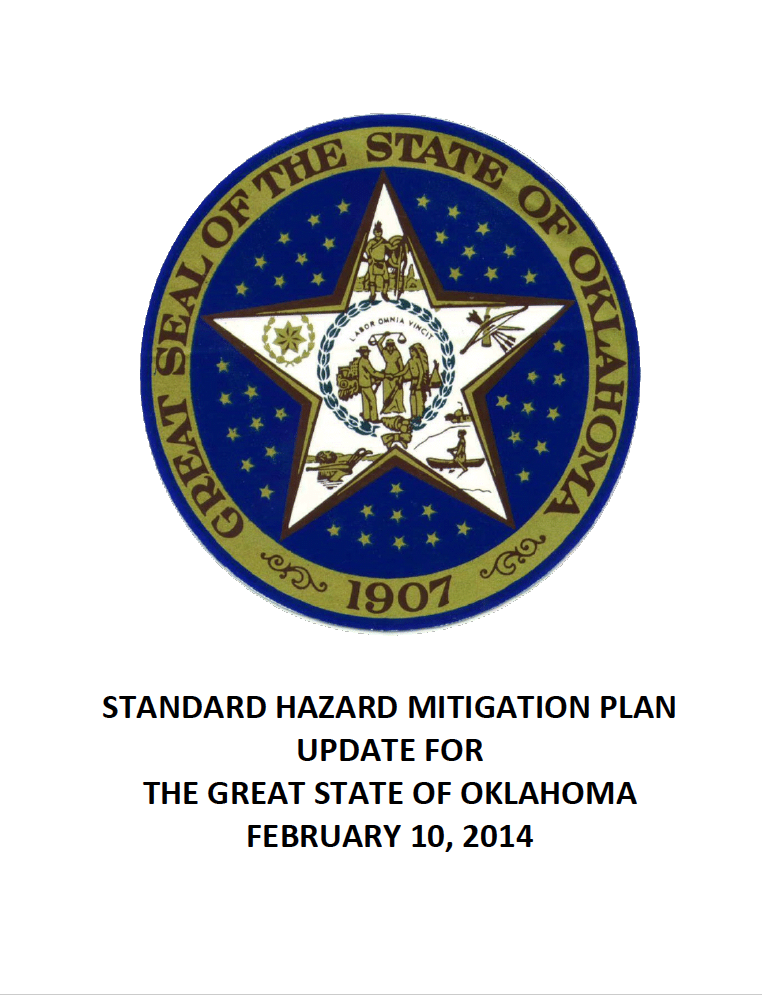 GREAT SEAL OF THE STATE OF OKLAHOMA
LABOR OMNIA VINCIT
1907
STANDARD HAZARD MITIGATION PLAN
UPDATE FOR
THE GREAT STATE OF OKLAHOMA
FEBRUARY 10, 2014